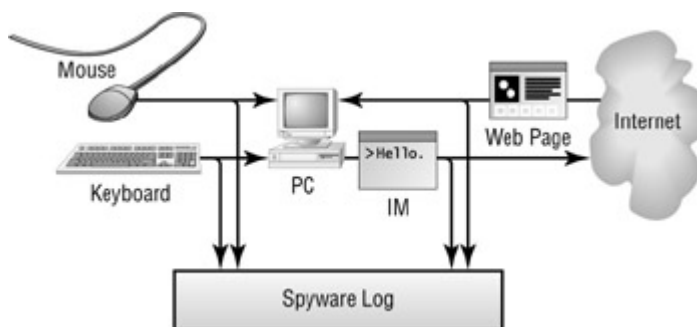 Mouse
Keyboard
PC
>Hello.
IM
Web Page
Internet
Spyware Log